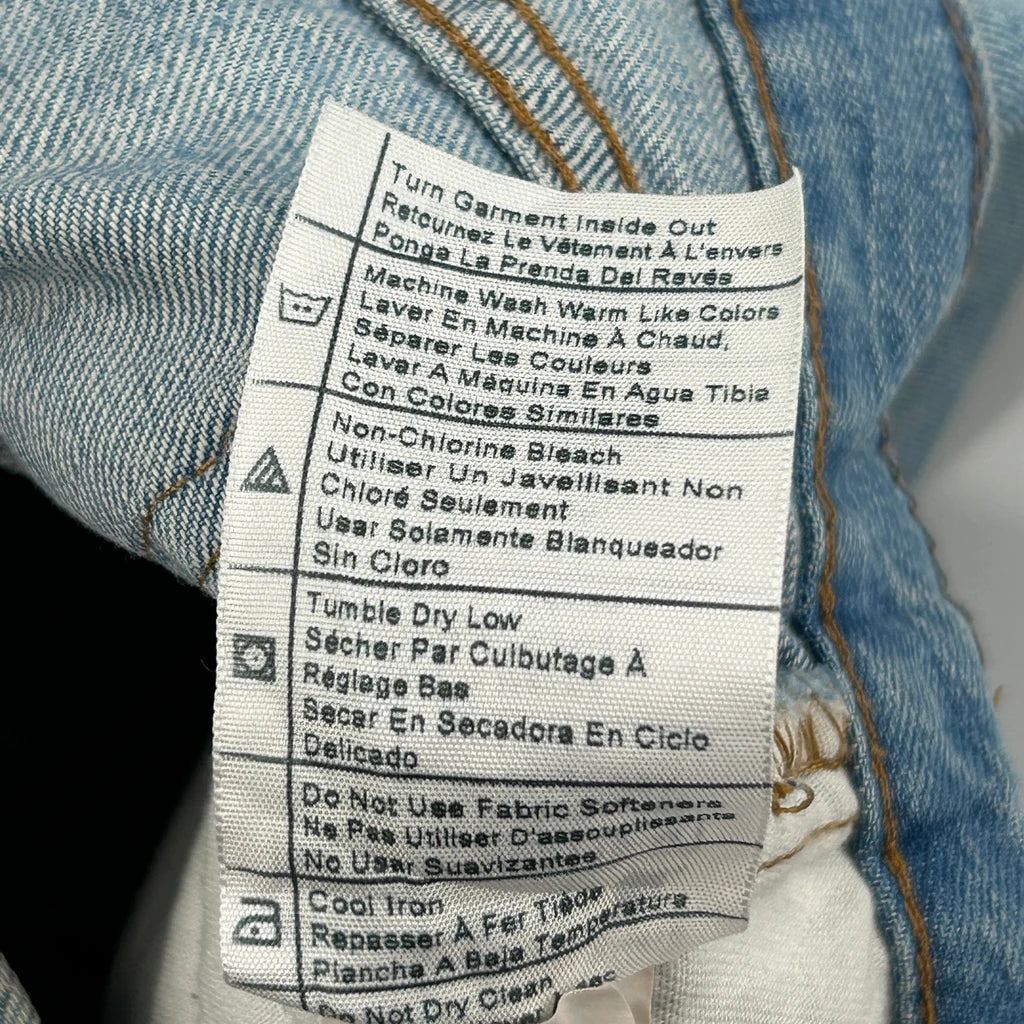 Turn Garment Inside Out
Retournez Le Vêtement À L'envers
Ponga La Prenda Del Revés
Machine Wash Warm Like Colors
Laver En Machine À Chaud,
Séparer Les Couleurs
Lavar A Máquina En Agua Tibia
Con Colores Similares
Non-Chlorine Bleach
Utiliser Un Javellisant Non
Chloré Seulement
Usar Solamente Blanqueador
Sin Cloro
Tumble Dry Low
Sécher Par Culbutage À
Réglage Bas
Secar En Secadora En Ciclo
Delicado
Do Not Use Fabric Softeners
Ne Pas Utiliser D'assouplissants
No Usar Suavizantes
Cool Iron
Repasser À Fer Tiède
Plancha A Baja Temperatura
Do Not Dry Clean